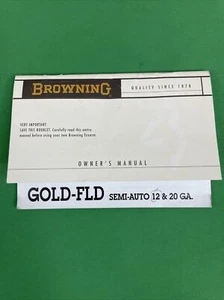 BROWNING
QUALITY SINCE 1878
VERY IMPORTANT:
SAVE THIS BOOKLET. Carefully read this entire
manual before using your new Browning firearm
OWNER'S MANUAL
GOLD-FLD SEMI-AUTO 12 & 20 GA.